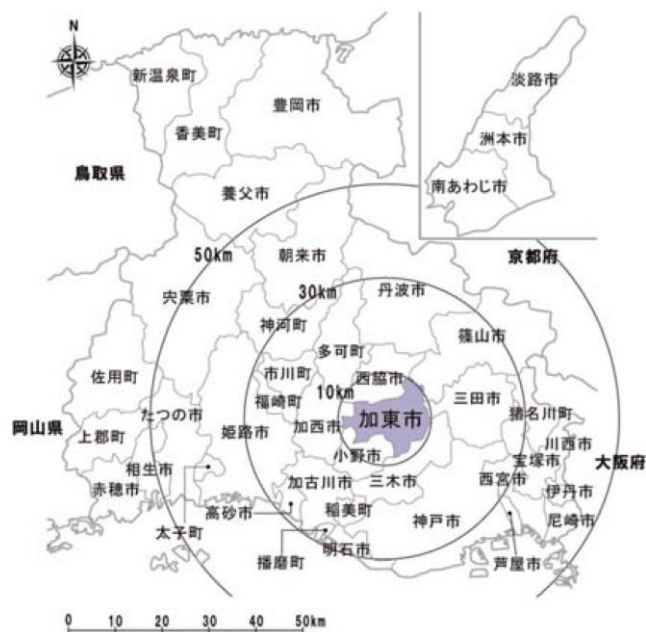 N
新温泉町
豊岡市
香美町
淡路市
洲本市
南あわじ市
鳥取県
養父市
50km
朝来市
京都府
宍粟市
30km
丹波市
神河町
篠山市
多可町
佐用町
市川町
西脇市
10km
三田市
福崎町
猪名川町
たつの市
加東市
岡山県
上郡町
姫路市
加西市
川西市
小野市
宝塚市
大阪府
相生市
赤穂市
加古川市
三木市
西宮市
伊丹市
高砂市
稲美町
神戸市
尼崎市
太子町
播磨町
明石市
芦屋市
0 10 20 30 40 50km